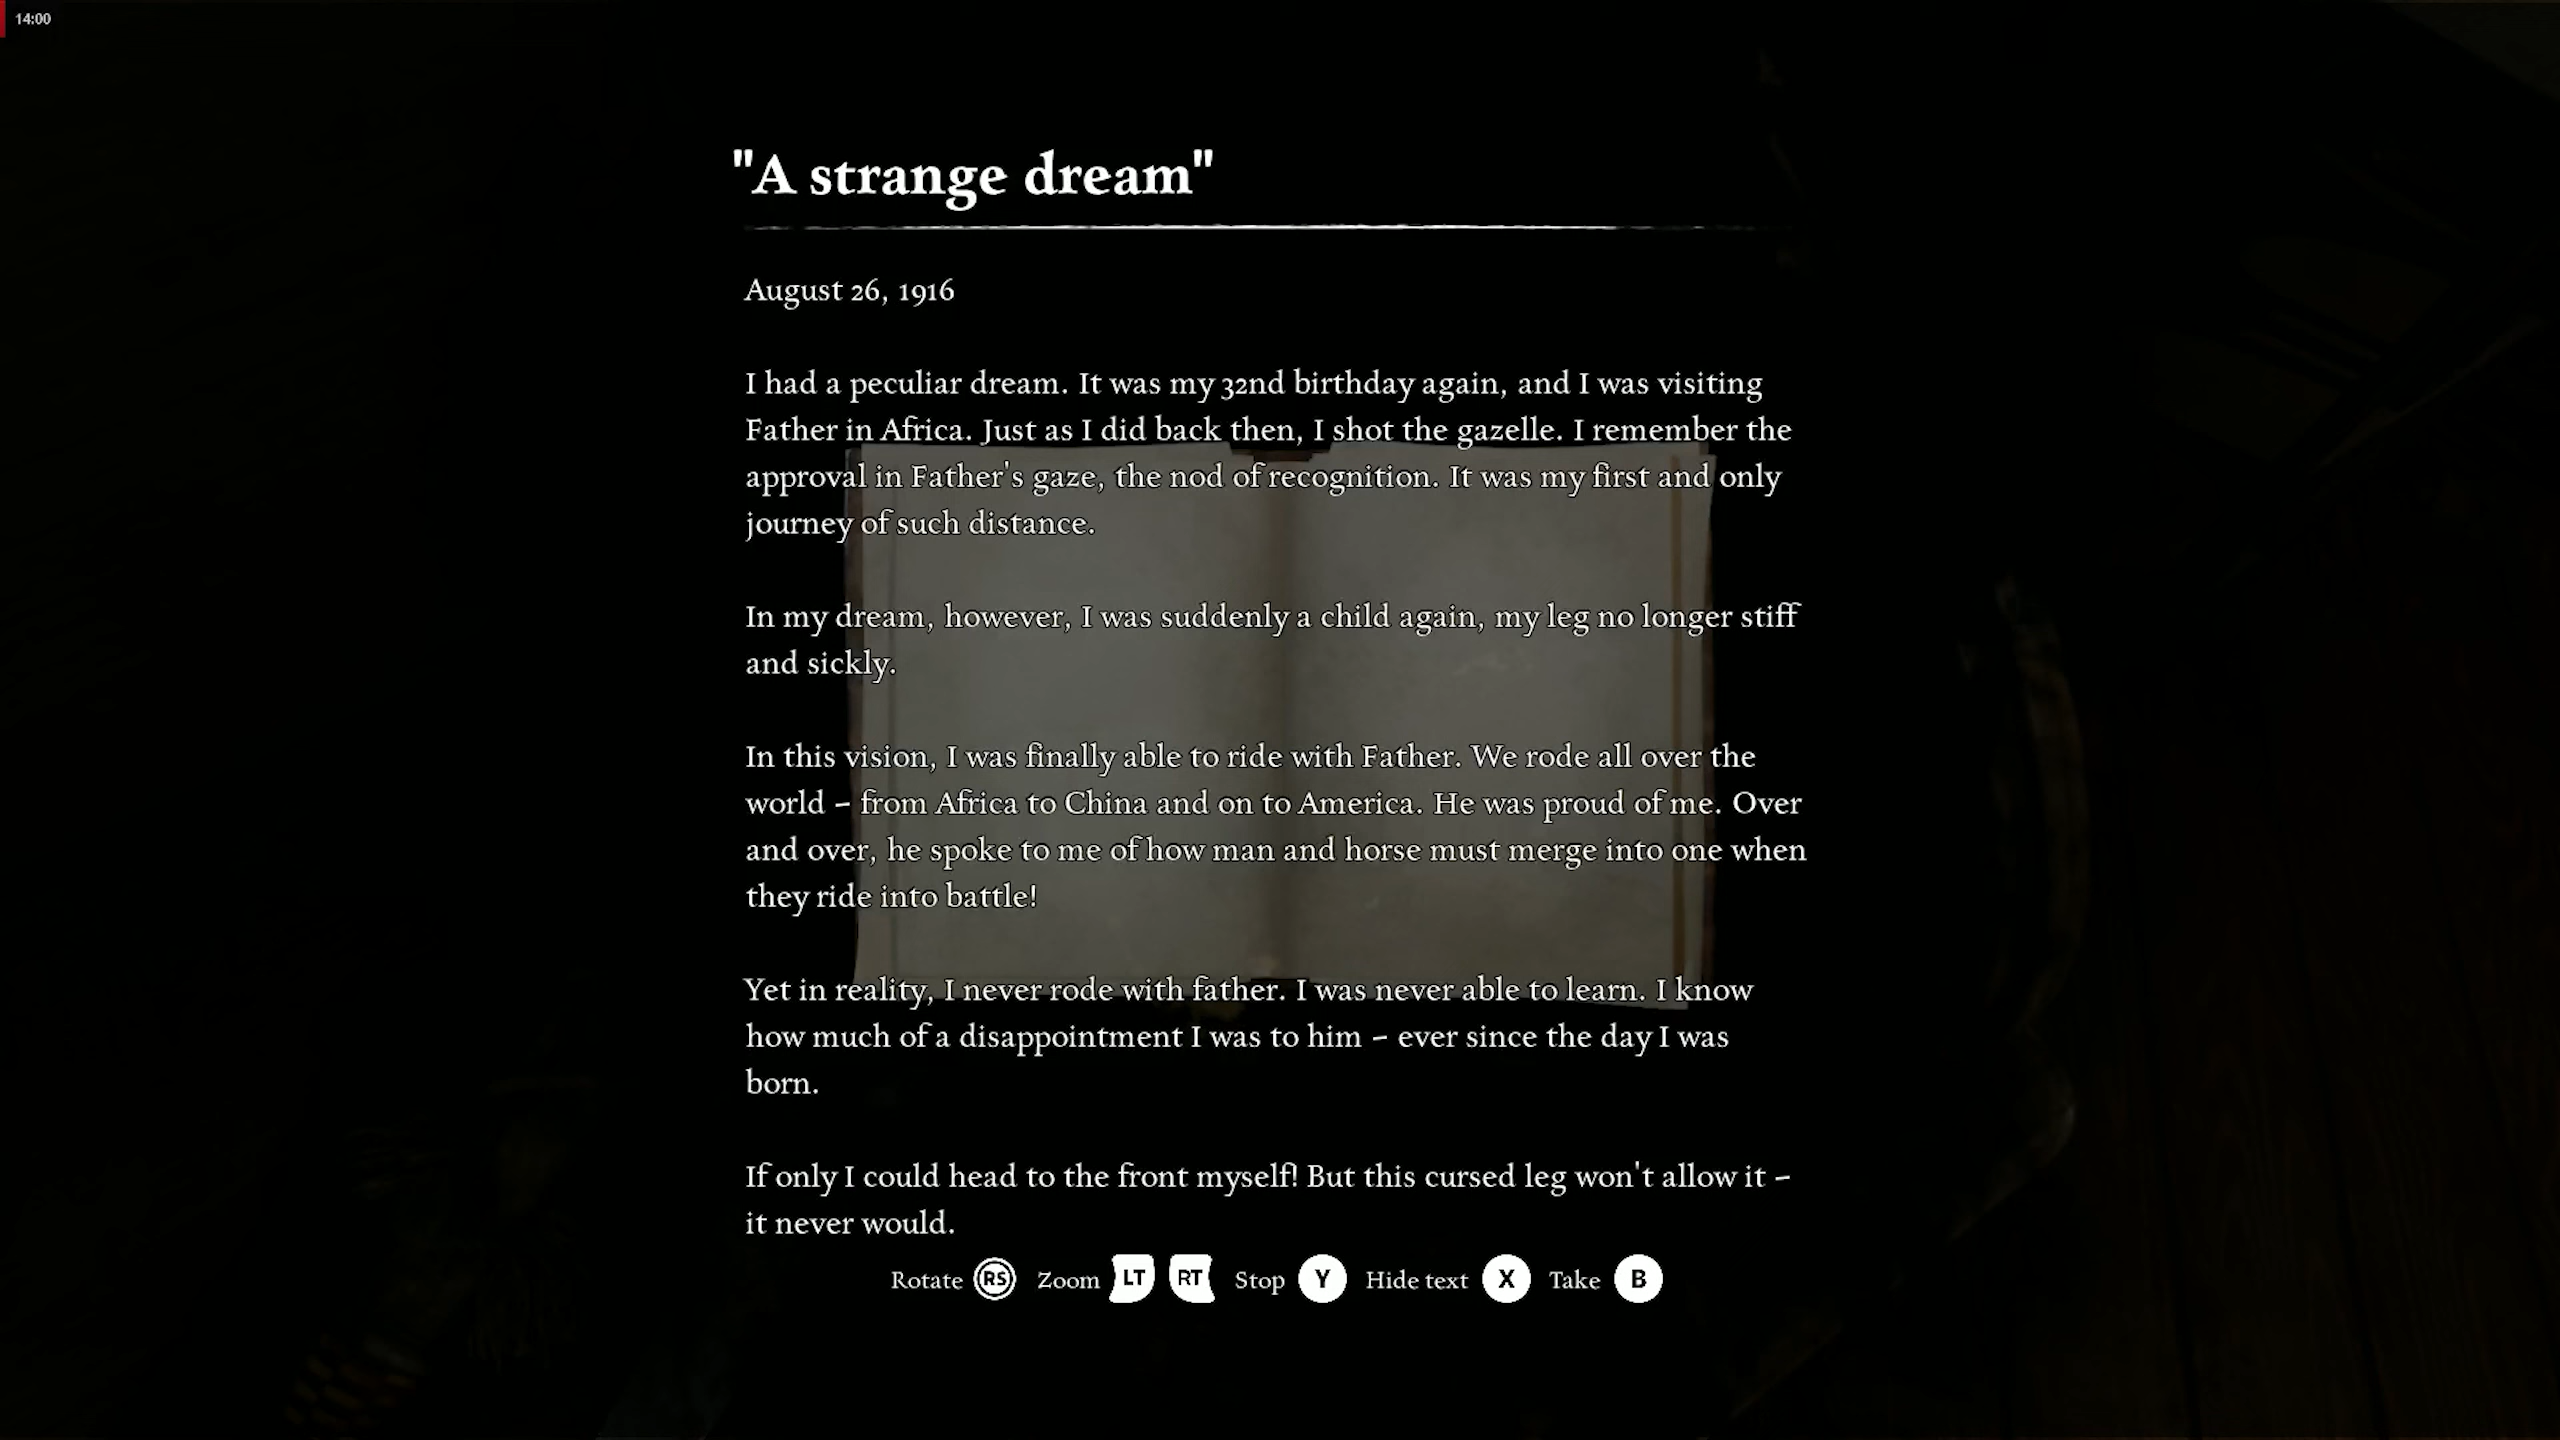 14:00
"A strange dream"
August 26, 1916
I had a peculiar dream. It was my 32nd birthday again, and I was visiting
Father in Africa. Just as I did back then, I shot the gazelle. I remember the
approval in Father's gaze, the nod of recognition. It was my first and only
journey of such distance.
In my dream, however, I was suddenly a child again, my leg no longer stiff
and sickly.
In this vision, I was finally able to ride with Father. We rode all over the
world – from Africa to China and on to America. He was proud of me. Over
and over, he spoke to me of how man and horse must merge into one when
they ride into battle!
Yet in reality, I never rode with father. I was never able to learn. I know
how much of a disappointment I was to him – ever since the day I was
born.
If only I could head to the front myself! But this cursed leg won't allow it –
it never would.
Rotate RS Zoom LT RT Stop Y Hide text X Take B